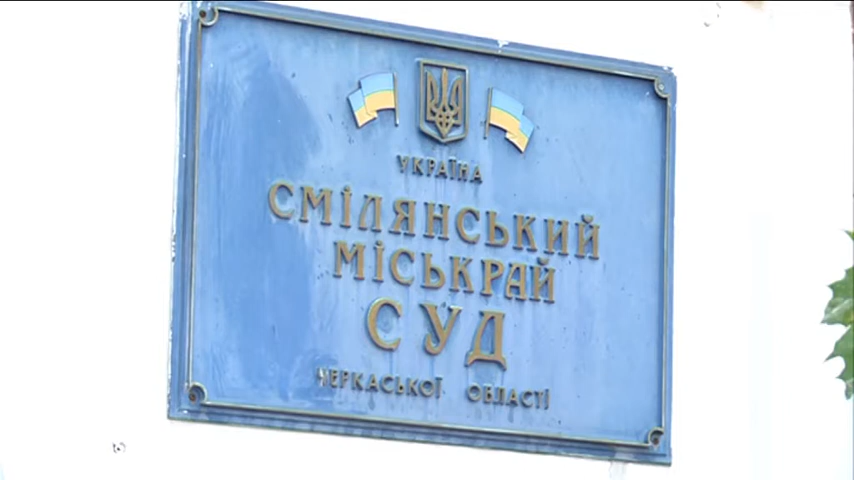 УКРАЇНА
СМІЛЯНСЬКИЙ
МІСЬКРАЙ
СУД
ЧЕРКАСЬКОЇ ОБЛАСТІ